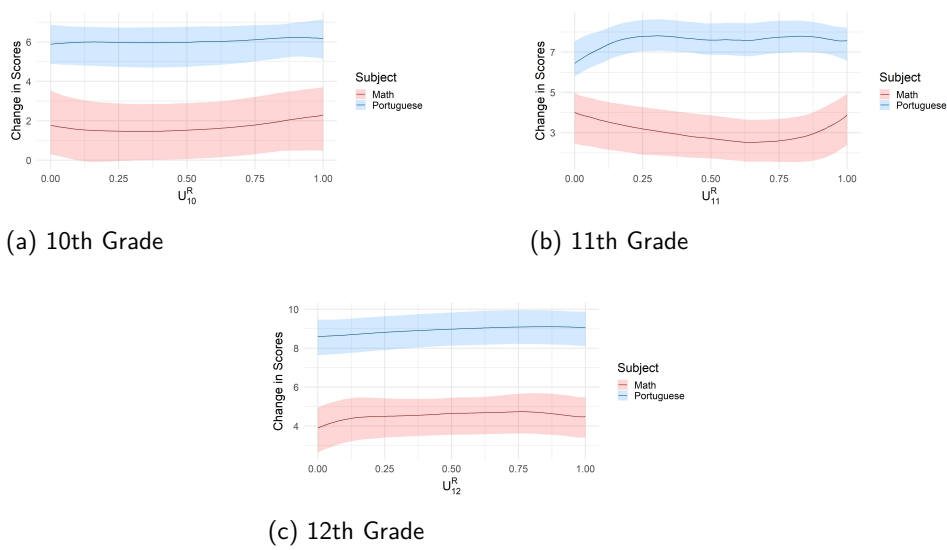 Change in Scores
6
4
2
0
0.00 0.25 0.50 0.75 1.00
U^R_10
Subject
Math
Portuguese
(a) 10th Grade
Change in Scores
7
5
3
0.00 0.25 0.50 0.75 1.00
U^R_11
Subject
Math
Portuguese
(b) 11th Grade
Change in Scores
10
8
6
4
0.00 0.25 0.50 0.75 1.00
U^R_12
Subject
Math
Portuguese
(c) 12th Grade